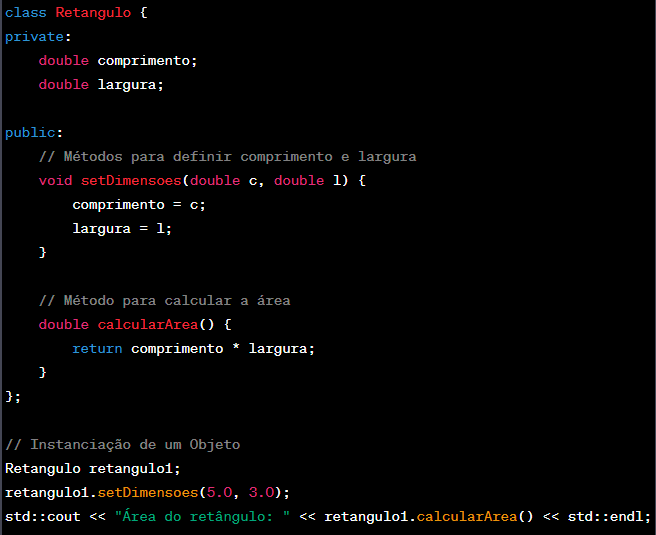 class Retangulo {
private:
    double comprimento;
    double largura;

public:
    // Métodos para definir comprimento e largura
    void setDimensoes(double c, double l) {
        comprimento = c;
        largura = l;
    }

    // Método para calcular a área
    double calcularArea() {
        return comprimento * largura;
    }
};

// Instanciação de um Objeto
Retangulo retangulo1;
retangulo1.setDimensoes(5.0, 3.0);
std::cout << "Área do retângulo: " << retangulo1.calcularArea() << std::endl;